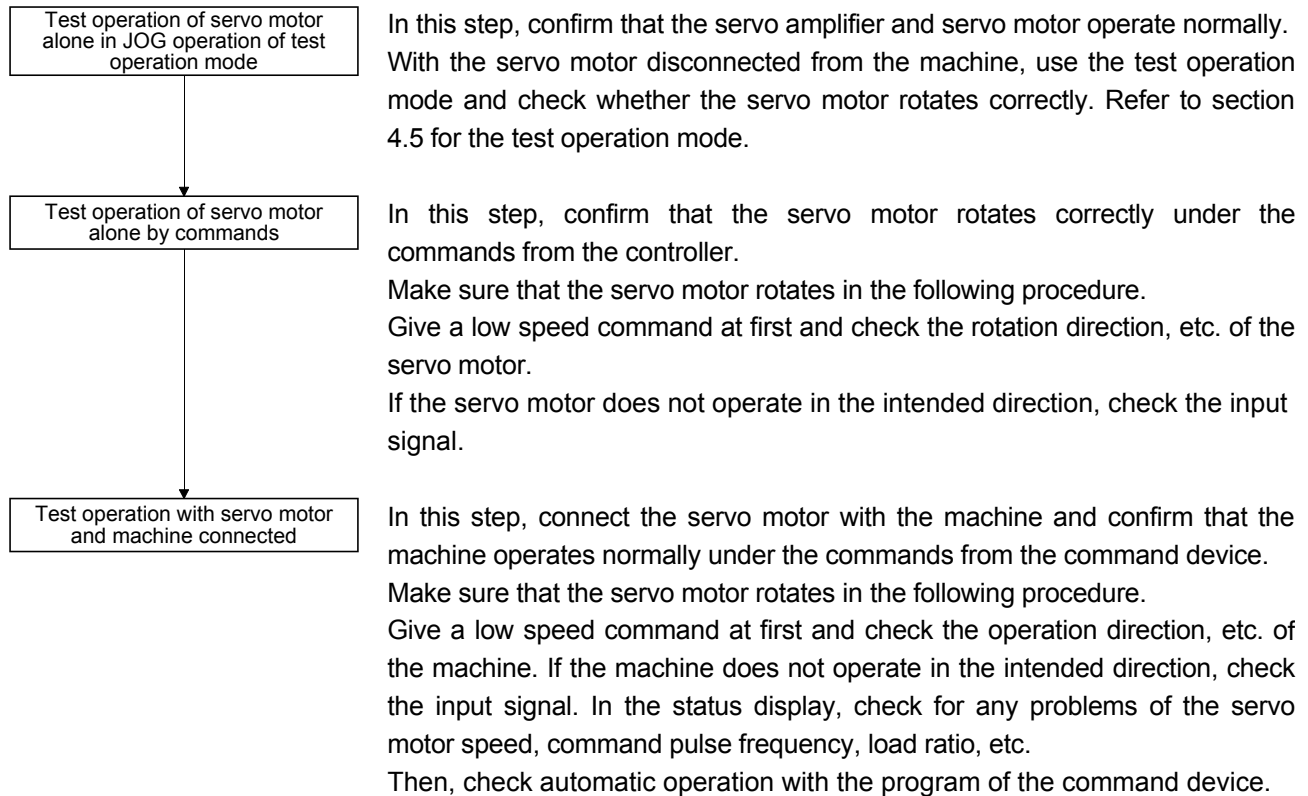 Test operation of servo motor
alone in JOG operation of test
operation mode
In this step, confirm that the servo amplifier and servo motor operate normally.
With the servo motor disconnected from the machine, use the test operation
mode and check whether the servo motor rotates correctly. Refer to section
4.5 for the test operation mode.
Test operation of servo motor
alone by commands
In this step, confirm that the servo motor rotates correctly under the
commands from the controller.
Make sure that the servo motor rotates in the following procedure.
Give a low speed command at first and check the rotation direction, etc. of the
servo motor.
If the servo motor does not operate in the intended direction, check the input
signal.
Test operation with servo motor
and machine connected
In this step, connect the servo motor with the machine and confirm that the
machine operates normally under the commands from the command device.
Make sure that the servo motor rotates in the following procedure.
Give a low speed command at first and check the operation direction, etc. of
the machine. If the machine does not operate in the intended direction, check
the input signal. In the status display, check for any problems of the servo
motor speed, command pulse frequency, load ratio, etc.
Then, check automatic operation with the program of the command device.